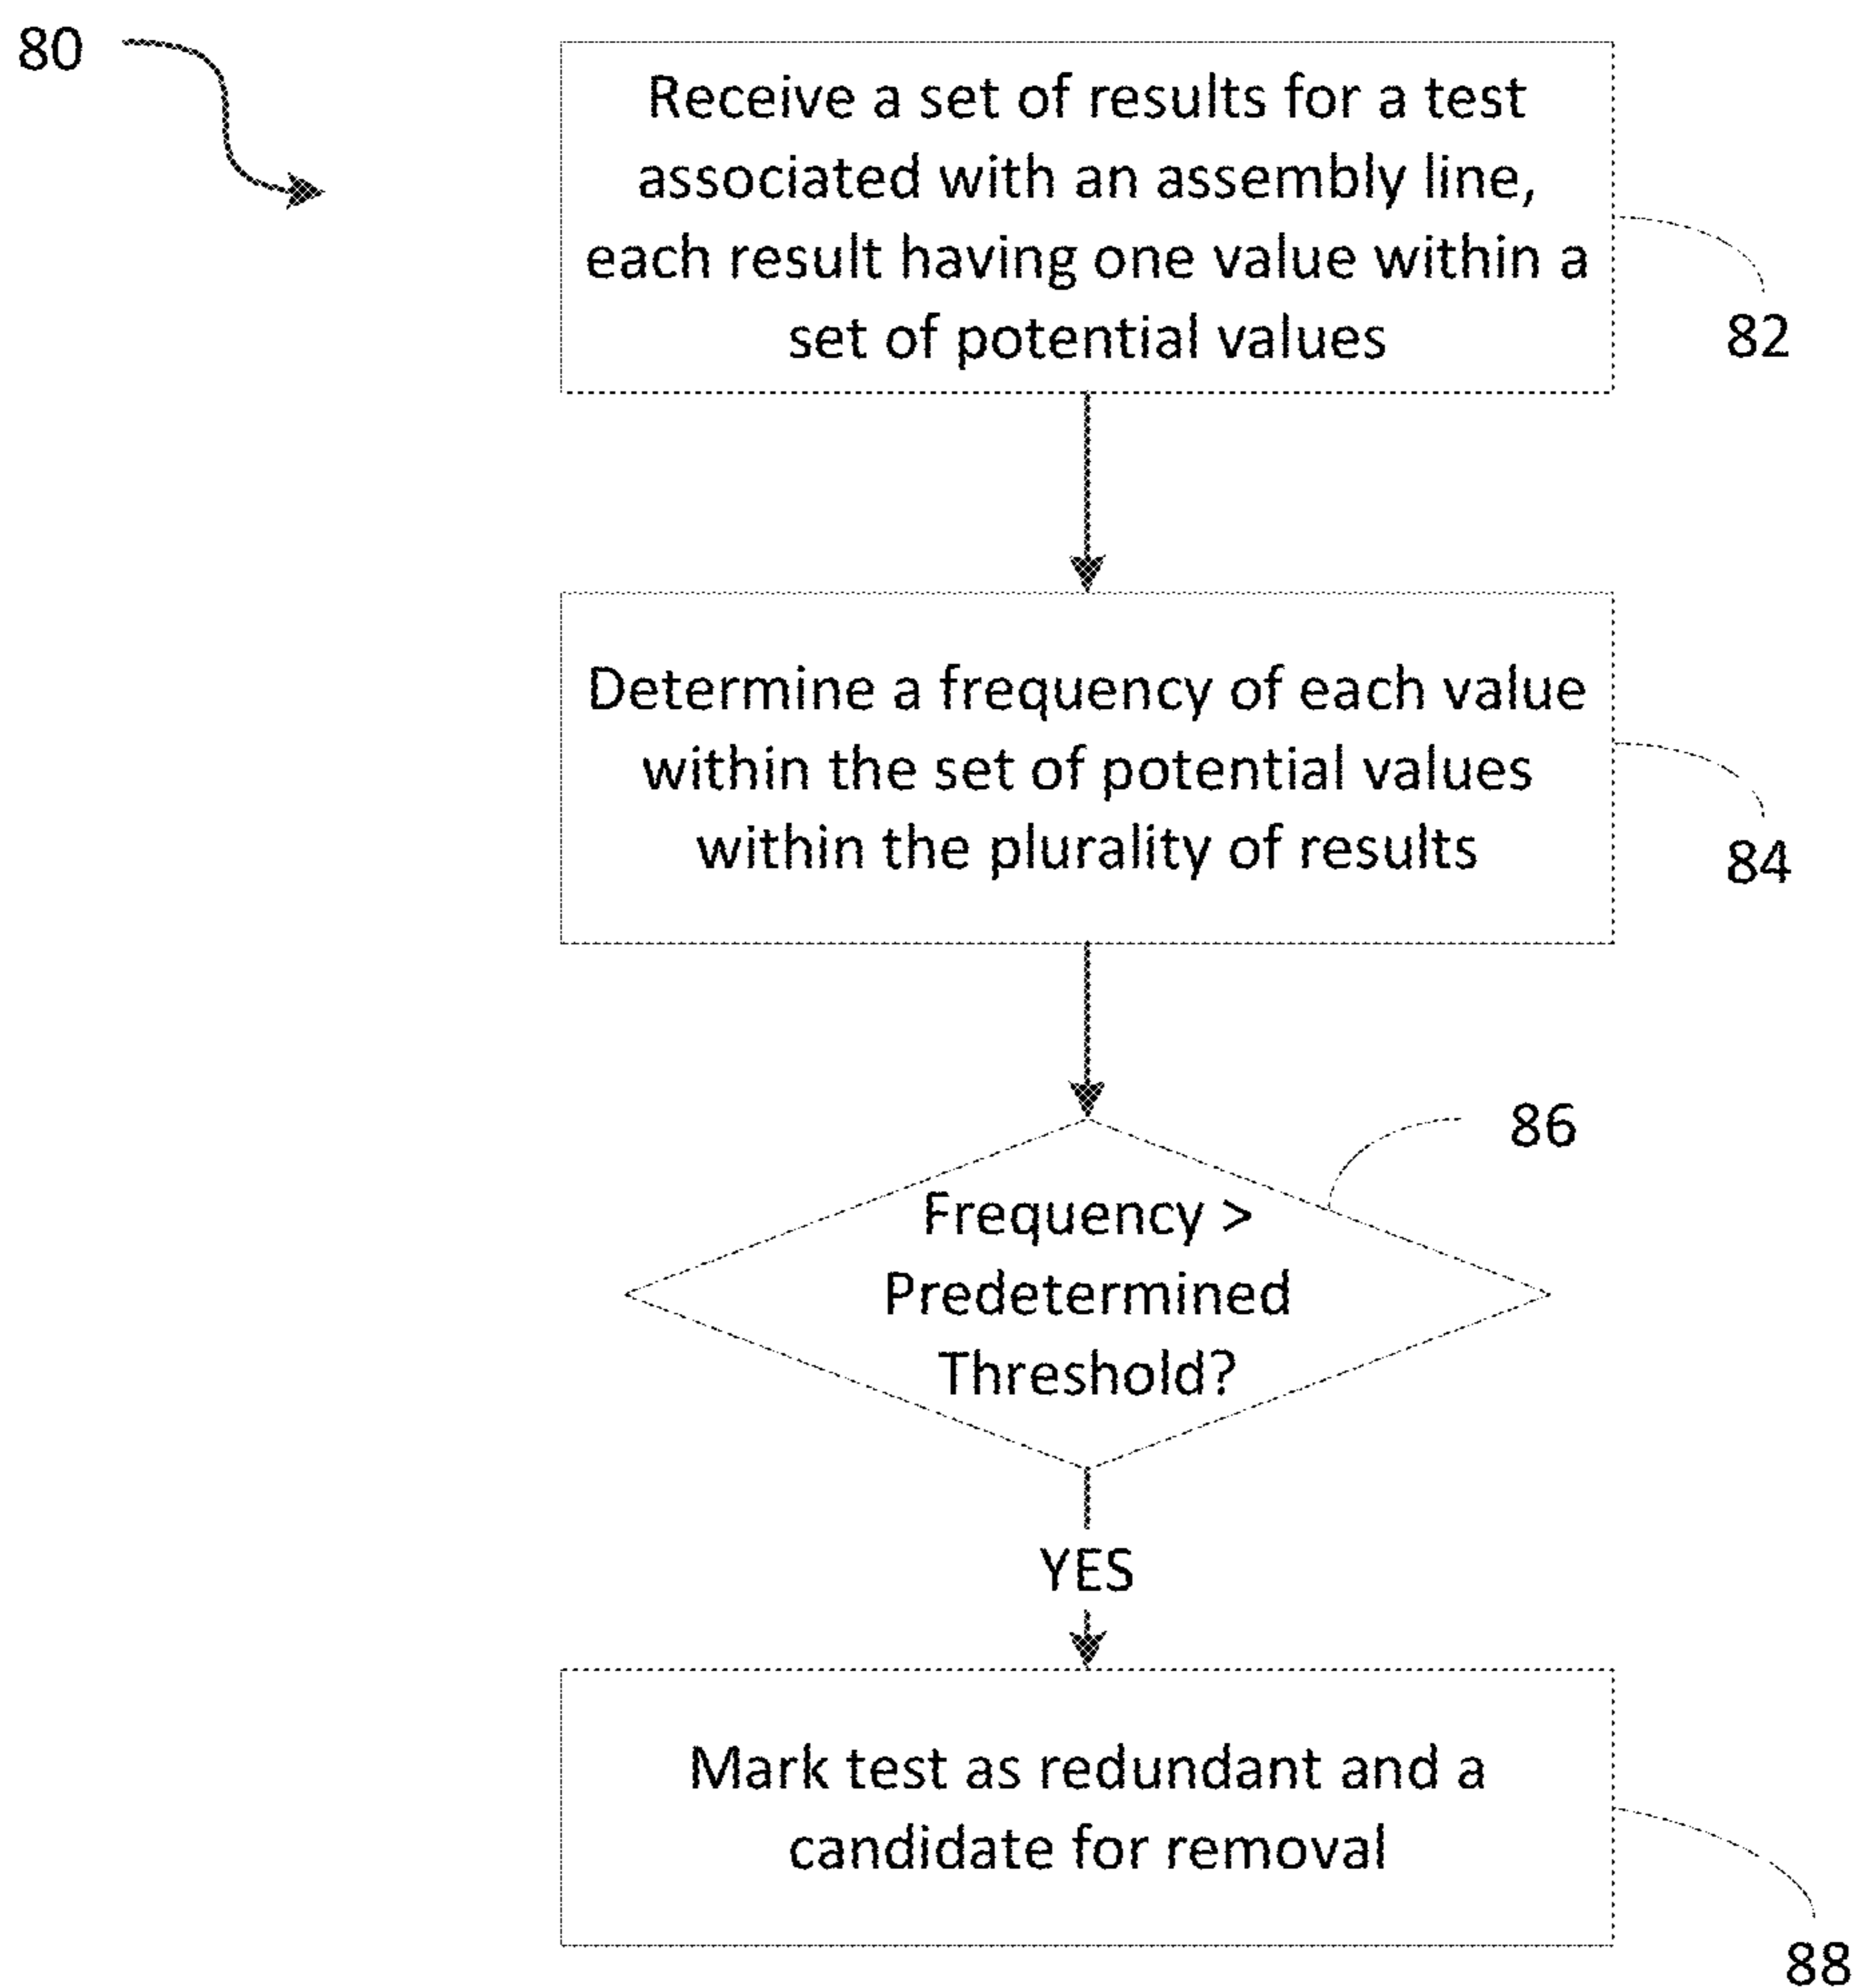 80
Receive a set of results for a test
associated with an assembly line,
each result having one value within a
set of potential values
82
Determine a frequency of each value
within the set of potential values
within the plurality of results
84
86
Frequency >
Predetermined
Threshold?
YES
Mark test as redundant and a
candidate for removal
88